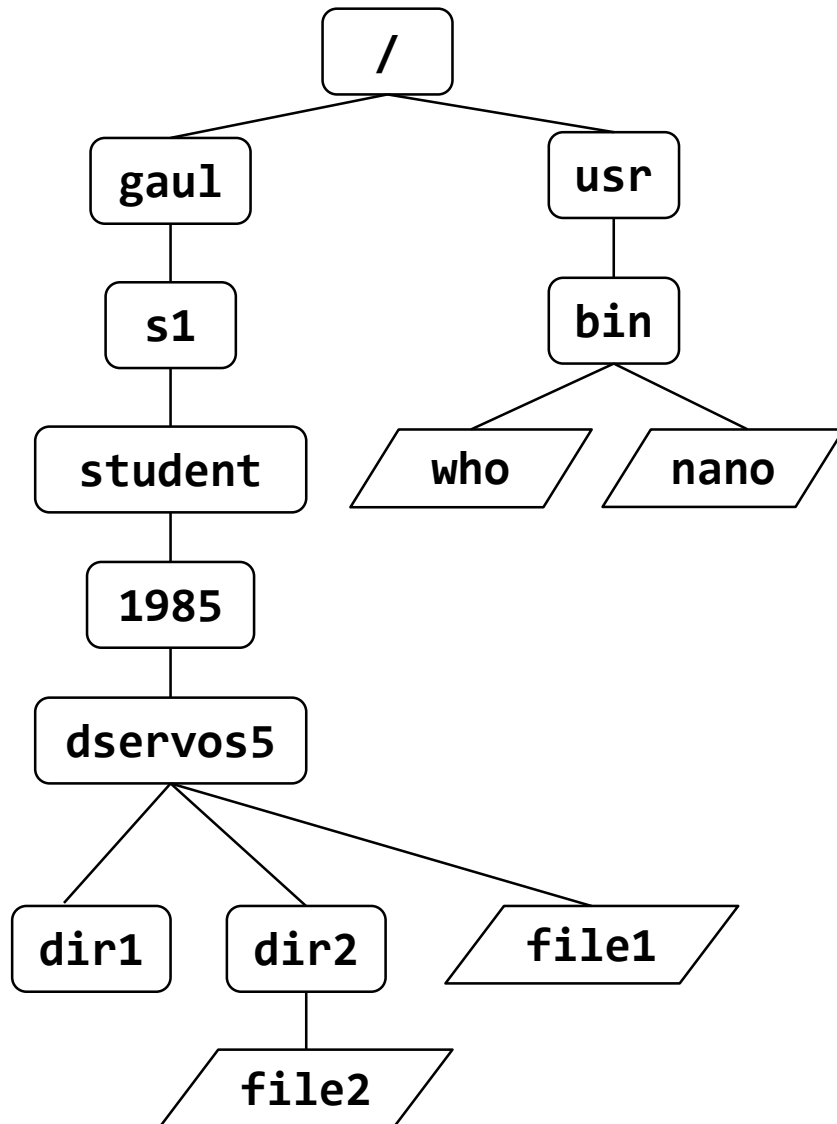 /
gaul
usr
s1
bin
student
who
nano
1985
dservos5
dir1
dir2
file1
file2